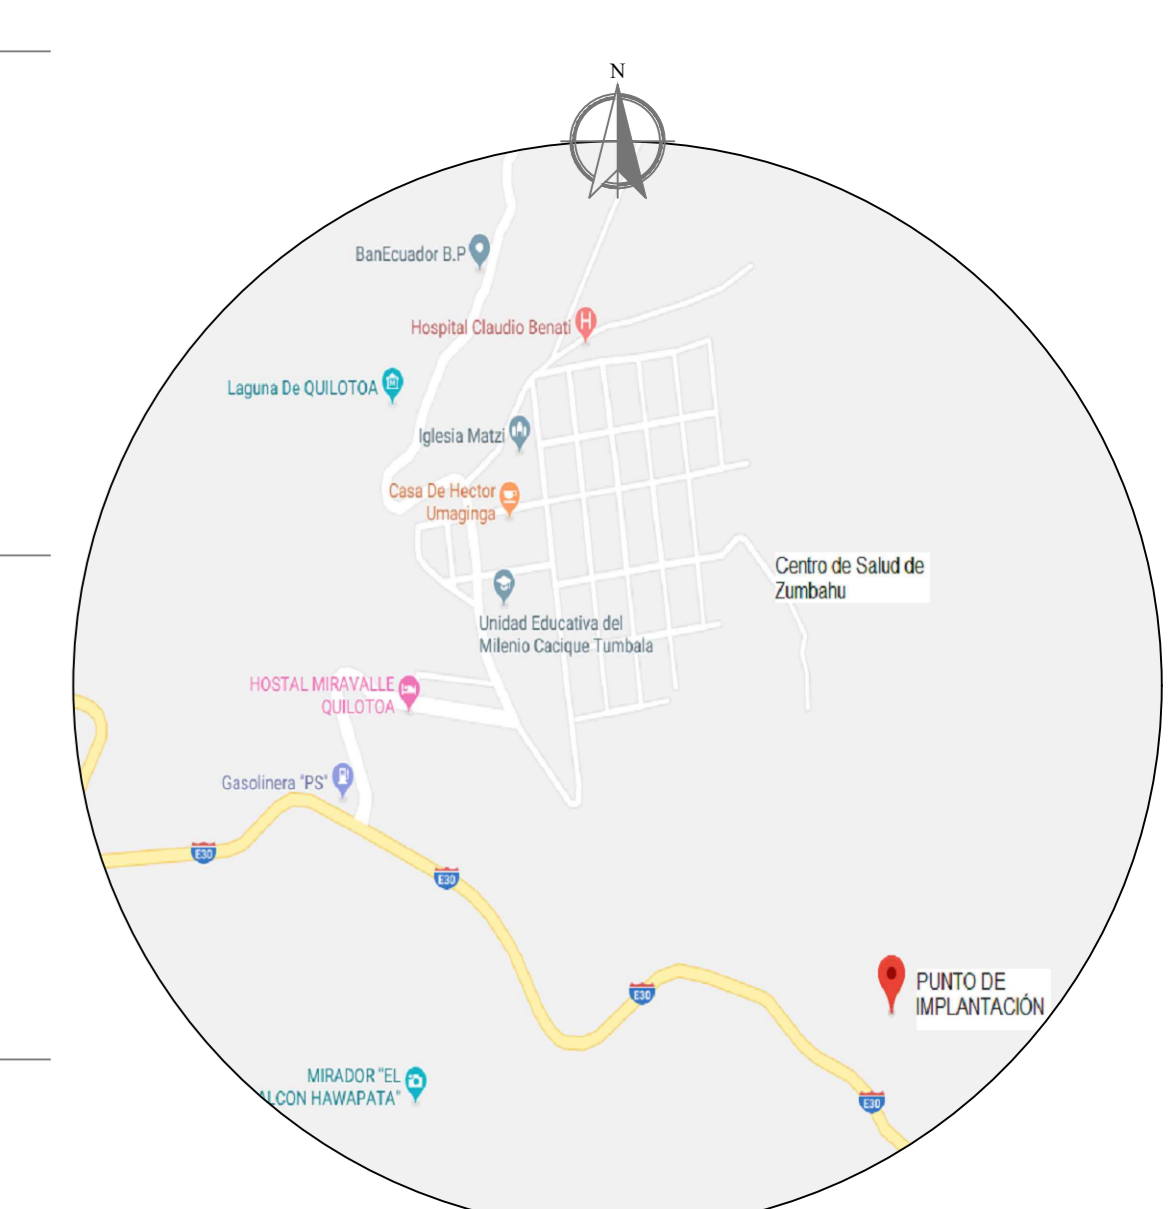 N
BanEcuador B.P
Hospital Claudio Benati
H
Laguna De QUILOTOA
Iglesia Matzi
Casa De Hector
Umaginga
Centro de Salud de
Zumbahu
Unidad Educativa del
Milenio Cacique Tumbala
HOSTAL MIRAVALLE
QUILOTOA
Gasolinera "PS"
E30
E30
PUNTO DE
IMPLANTACIÓN
E30
MIRADOR "EL
ALCON HAWAPATA"
E30